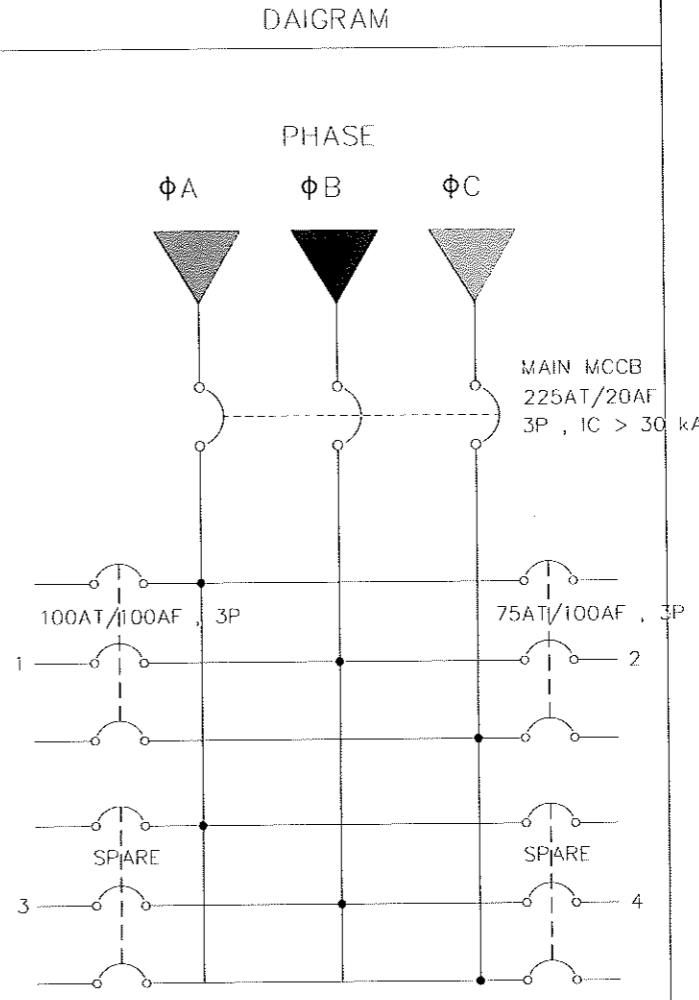 DAIGRAM
PHASE
ΦA ΦB ΦC
MAIN MCCB
225AT/20AF
3P , IC > 30 kA
100AT/100AF , 3P 75AT/100AF , 3P
1 2
SPARE SPARE
3 4